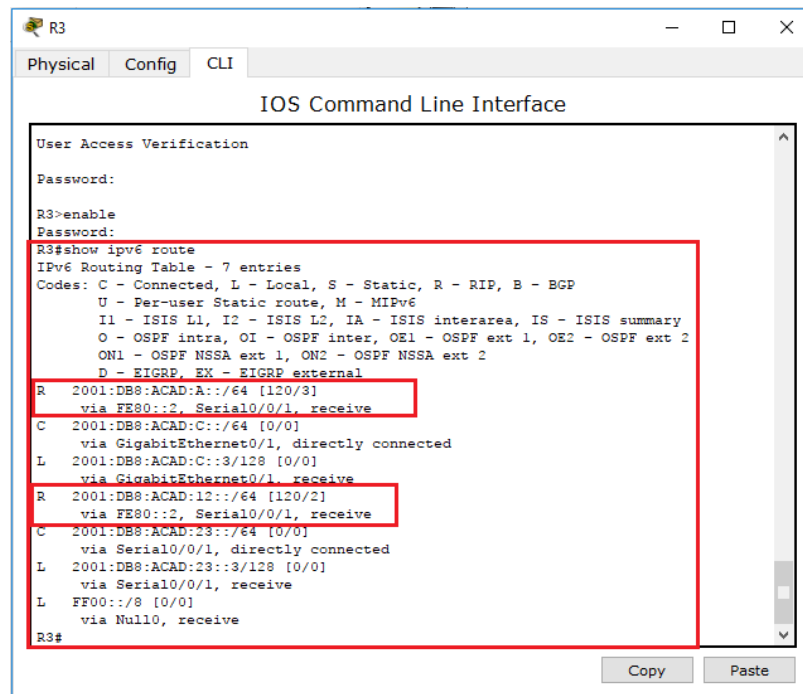 R3
Physical Config CLI
IOS Command Line Interface
User Access Verification
Password:
R3>enable
Password:
R3#show ipv6 route
IPv6 Routing Table - 7 entries
Codes: C - Connected, L - Local, S - Static, R - RIP, B - BGP
U - Per-user Static route, M - MIPv6
I1 - ISIS L1, I2 - ISIS L2, IA - ISIS interarea, IS - ISIS summary
O - OSPF intra, OI - OSPF inter, OE1 - OSPF ext 1, OE2 - OSPF ext 2
ON1 - OSPF NSSA ext 1, ON2 - OSPF NSSA ext 2
D - EIGRP, EX - EIGRP external
R 2001:DB8:ACAD:A::/64 [120/3]
via FE80::2, Serial0/0/1, receive
C 2001:DB8:ACAD:C::/64 [0/0]
via GigabitEthernet0/1, directly connected
L 2001:DB8:ACAD:C::3/128 [0/0]
via GigabitEthernet0/1, receive
R 2001:DB8:ACAD:12::/64 [120/2]
via FE80::2, Serial0/0/1, receive
C 2001:DB8:ACAD:23::/64 [0/0]
via Serial0/0/1, directly connected
L 2001:DB8:ACAD:23::3/128 [0/0]
via Serial0/0/1, receive
L FF00::/8 [0/0]
via Null0, receive
R3#
Copy Paste